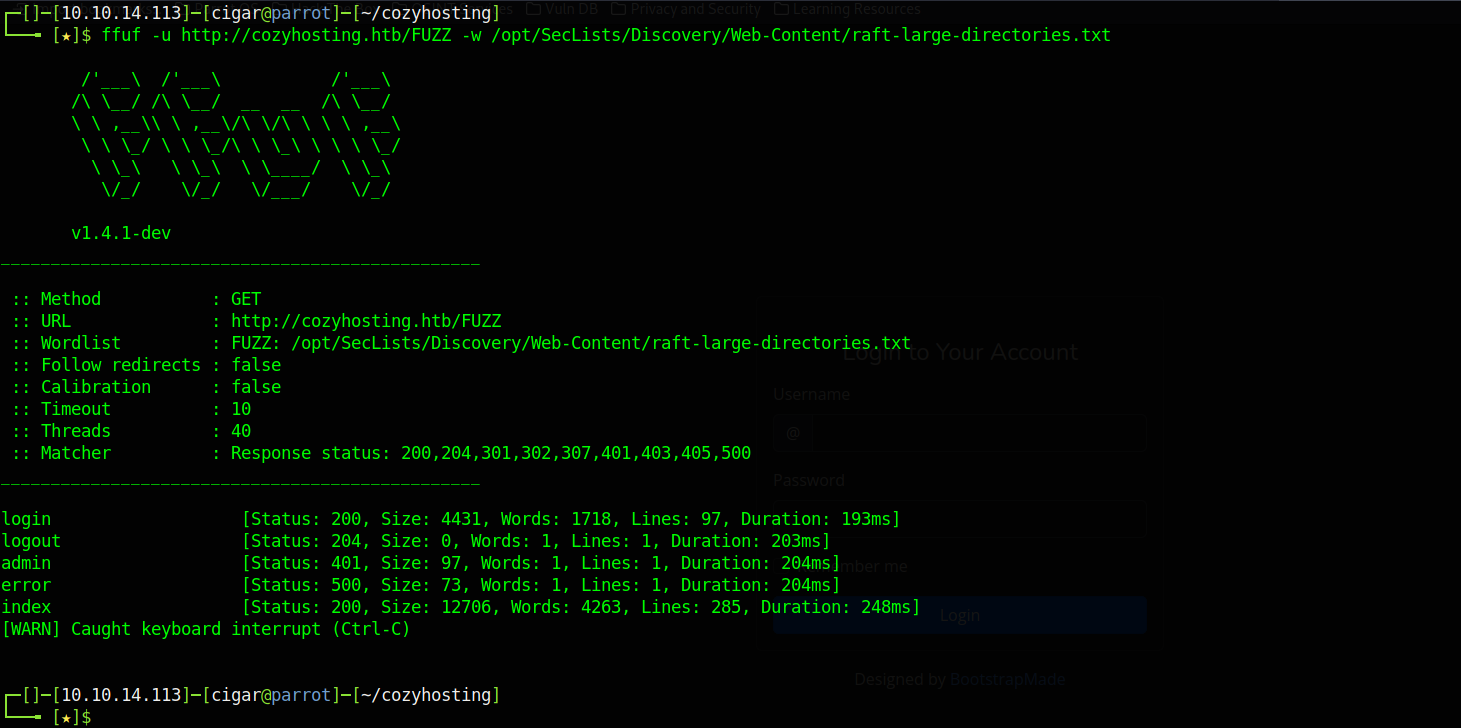 Vuln DB Privacy and Security Learning Resources
┌─[]─[10.10.14.113]─[cigar@parrot]─[~/cozyhosting]
└──╼ [★]$ ffuf -u http://cozyhosting.htb/FUZZ -w /opt/SecLists/Discovery/Web-Content/raft-large-directories.txt
        /'___\  /'___\           /'___\
       /\ \__/ /\ \__/  __  __  /\ \__/
       \ \ ,__\\ \ ,__\/\ \/\ \ \ \ ,__\
        \ \ \_/ \ \ \_/\ \ \_\ \ \ \ \_/
         \ \_\   \ \_\  \ \____/  \ \_\
          \/_/    \/_/   \/___/    \/_/
v1.4.1-dev
________________________________________________
:: Method : GET
:: URL : http://cozyhosting.htb/FUZZ
:: Wordlist : FUZZ: /opt/SecLists/Discovery/Web-Content/raft-large-directories.txt
:: Follow redirects : false
Login to Your Account
:: Calibration : false
Username
:: Timeout : 10
:: Threads : 40
@
:: Matcher : Response status: 200,204,301,302,307,401,403,405,500
Password
________________________________________________
login [Status: 200, Size: 4431, Words: 1718, Lines: 97, Duration: 193ms]
logout [Status: 204, Size: 0, Words: 1, Lines: 1, Duration: 203ms]
admin [Status: 401, Size: 97, Words: 1, Lines: 1, Duration: 204ms]
me
error [Status: 500, Size: 73, Words: 1, Lines: 1, Duration: 204ms]
index [Status: 200, Size: 12706, Words: 4263, Lines: 285, Duration: 248ms]
Login
[WARN] Caught keyboard interrupt (Ctrl-C)
Designed by BootstrapMade
┌─[]─[10.10.14.113]─[cigar@parrot]─[~/cozyhosting]
└──╼ [★]$